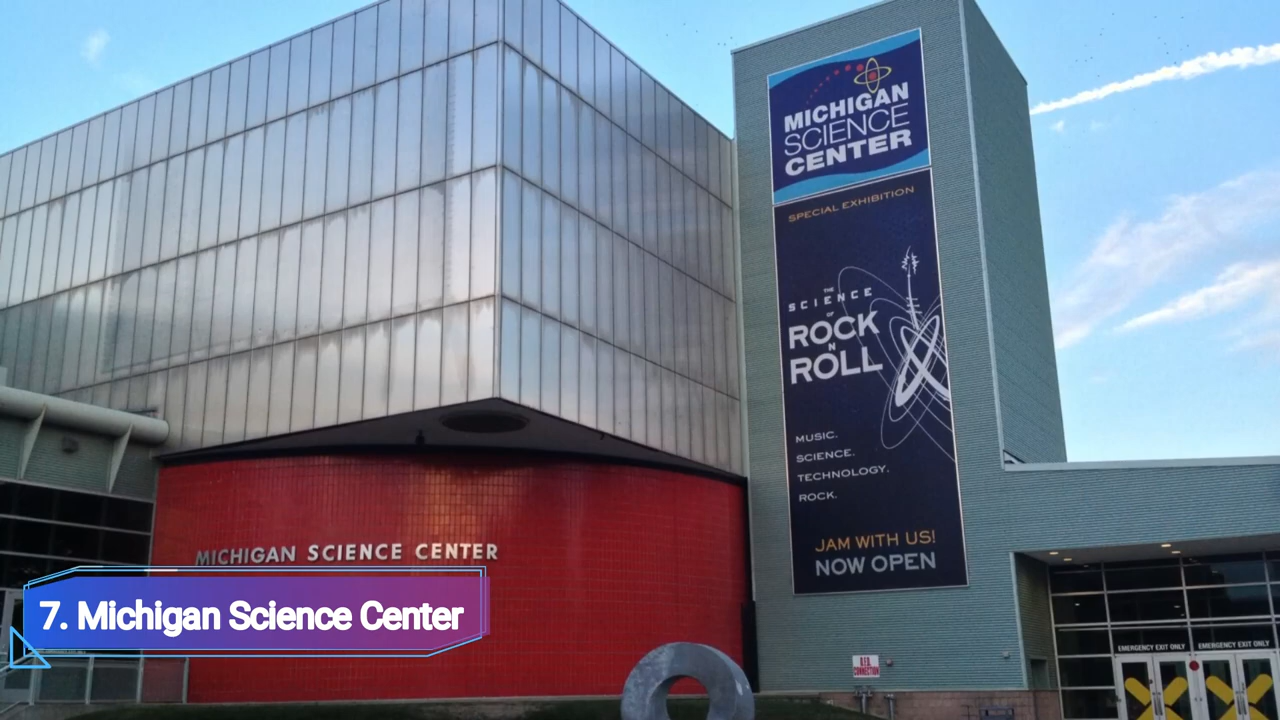 MICHIGAN
SCIENCE
CENTER
SPECIAL EXHIBITION
THE
SCIENCE
OF
ROCK
N
ROLL
MUSIC.
SCIENCE.
TECHNOLOGY.
ROCK.
JAM WITH US!
NOW OPEN
MICHIGAN SCIENCE CENTER
7. Michigan Science Center
EMERGENCY EXIT ONLY
EMERGENCY EXIT ONLY
CONNECTION